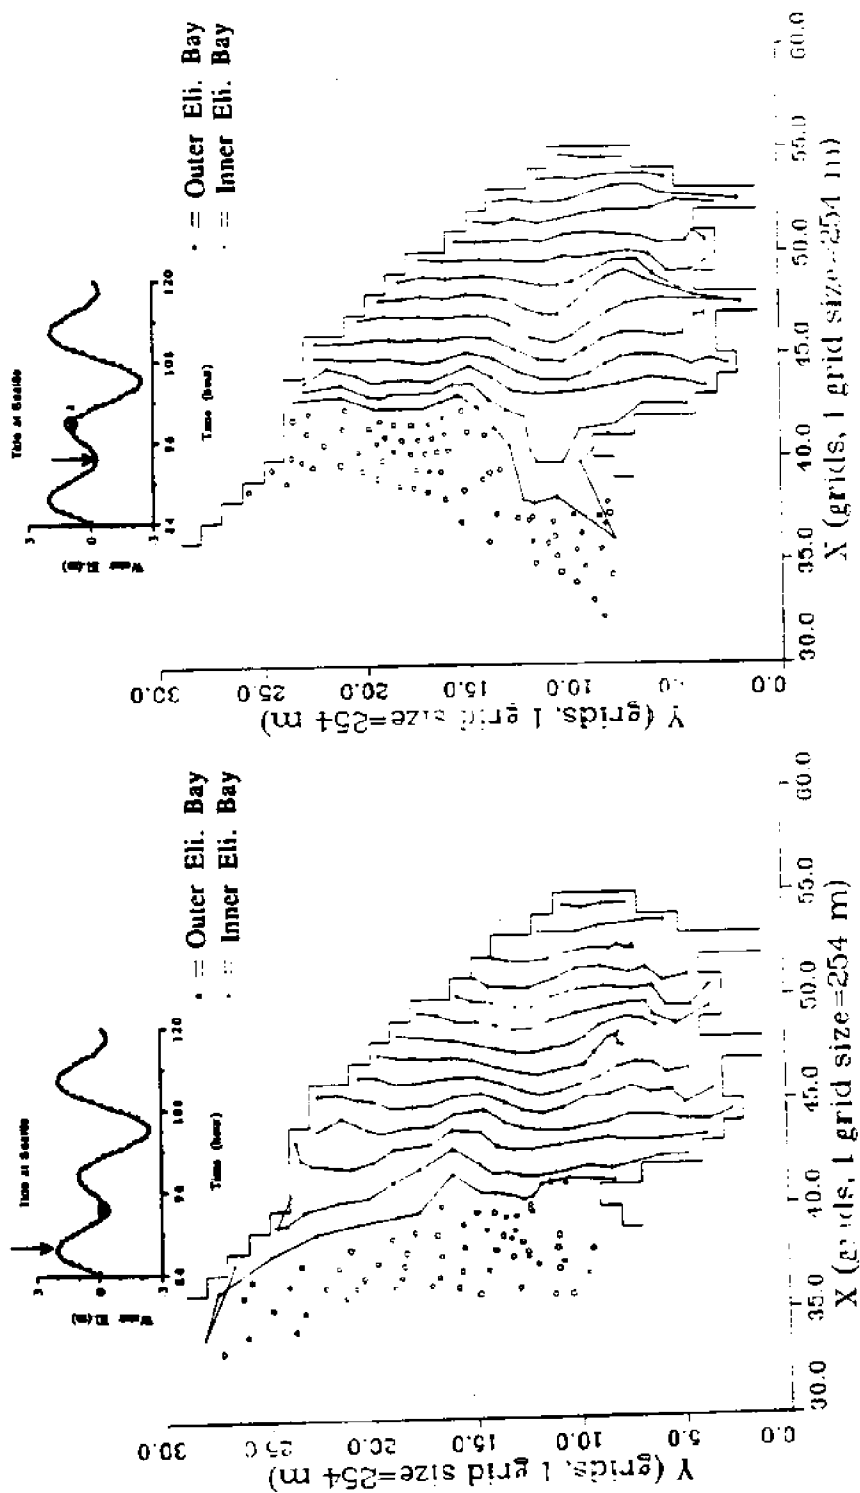 Tide at Seattle
3
0
3
84
96
108
120
Water El.(m)
Time (hour)
• = Outer Eli. Bay
· = Inner Eli. Bay
30.0
25.0
20.0
15.0
10.0
0.0
Y (grids, 1 grid size=254 m)
30.0
35.0
40.0
45.0
50.0
55.0
60.0
X (grids, 1 grid size=254 m)
Tide at Seattle
3
0
3
84
96
108
120
Water El.(m)
Time (hour)
• = Outer Eli. Bay
· = Inner Eli. Bay
30.0
25.0
20.0
15.0
10.0
5.0
0.0
Y (grids, 1 grid size=254 m)
30.0
35.0
40.0
45.0
50.0
55.0
60.0
X (grids, 1 grid size=254 m)